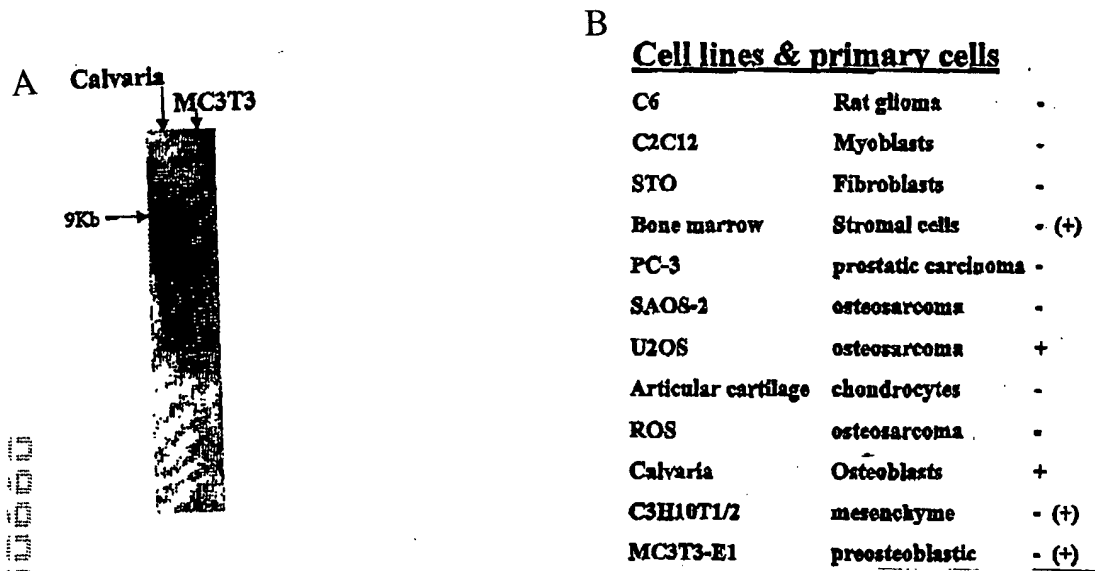 A
Calvaria
MC3T3
9Kb
B
Cell lines & primary cells
C6 Rat glioma -
C2C12 Myoblasts -
STO Fibroblasts -
Bone marrow Stromal cells - (+)
PC-3 prostatic carcinoma -
SAOS-2 osteosarcoma -
U2OS osteosarcoma +
Articular cartilage chondrocytes -
ROS osteosarcoma -
Calvaria Osteoblasts +
C3H10T1/2 mesenchyme - (+)
MC3T3-E1 preosteoblastic - (+)